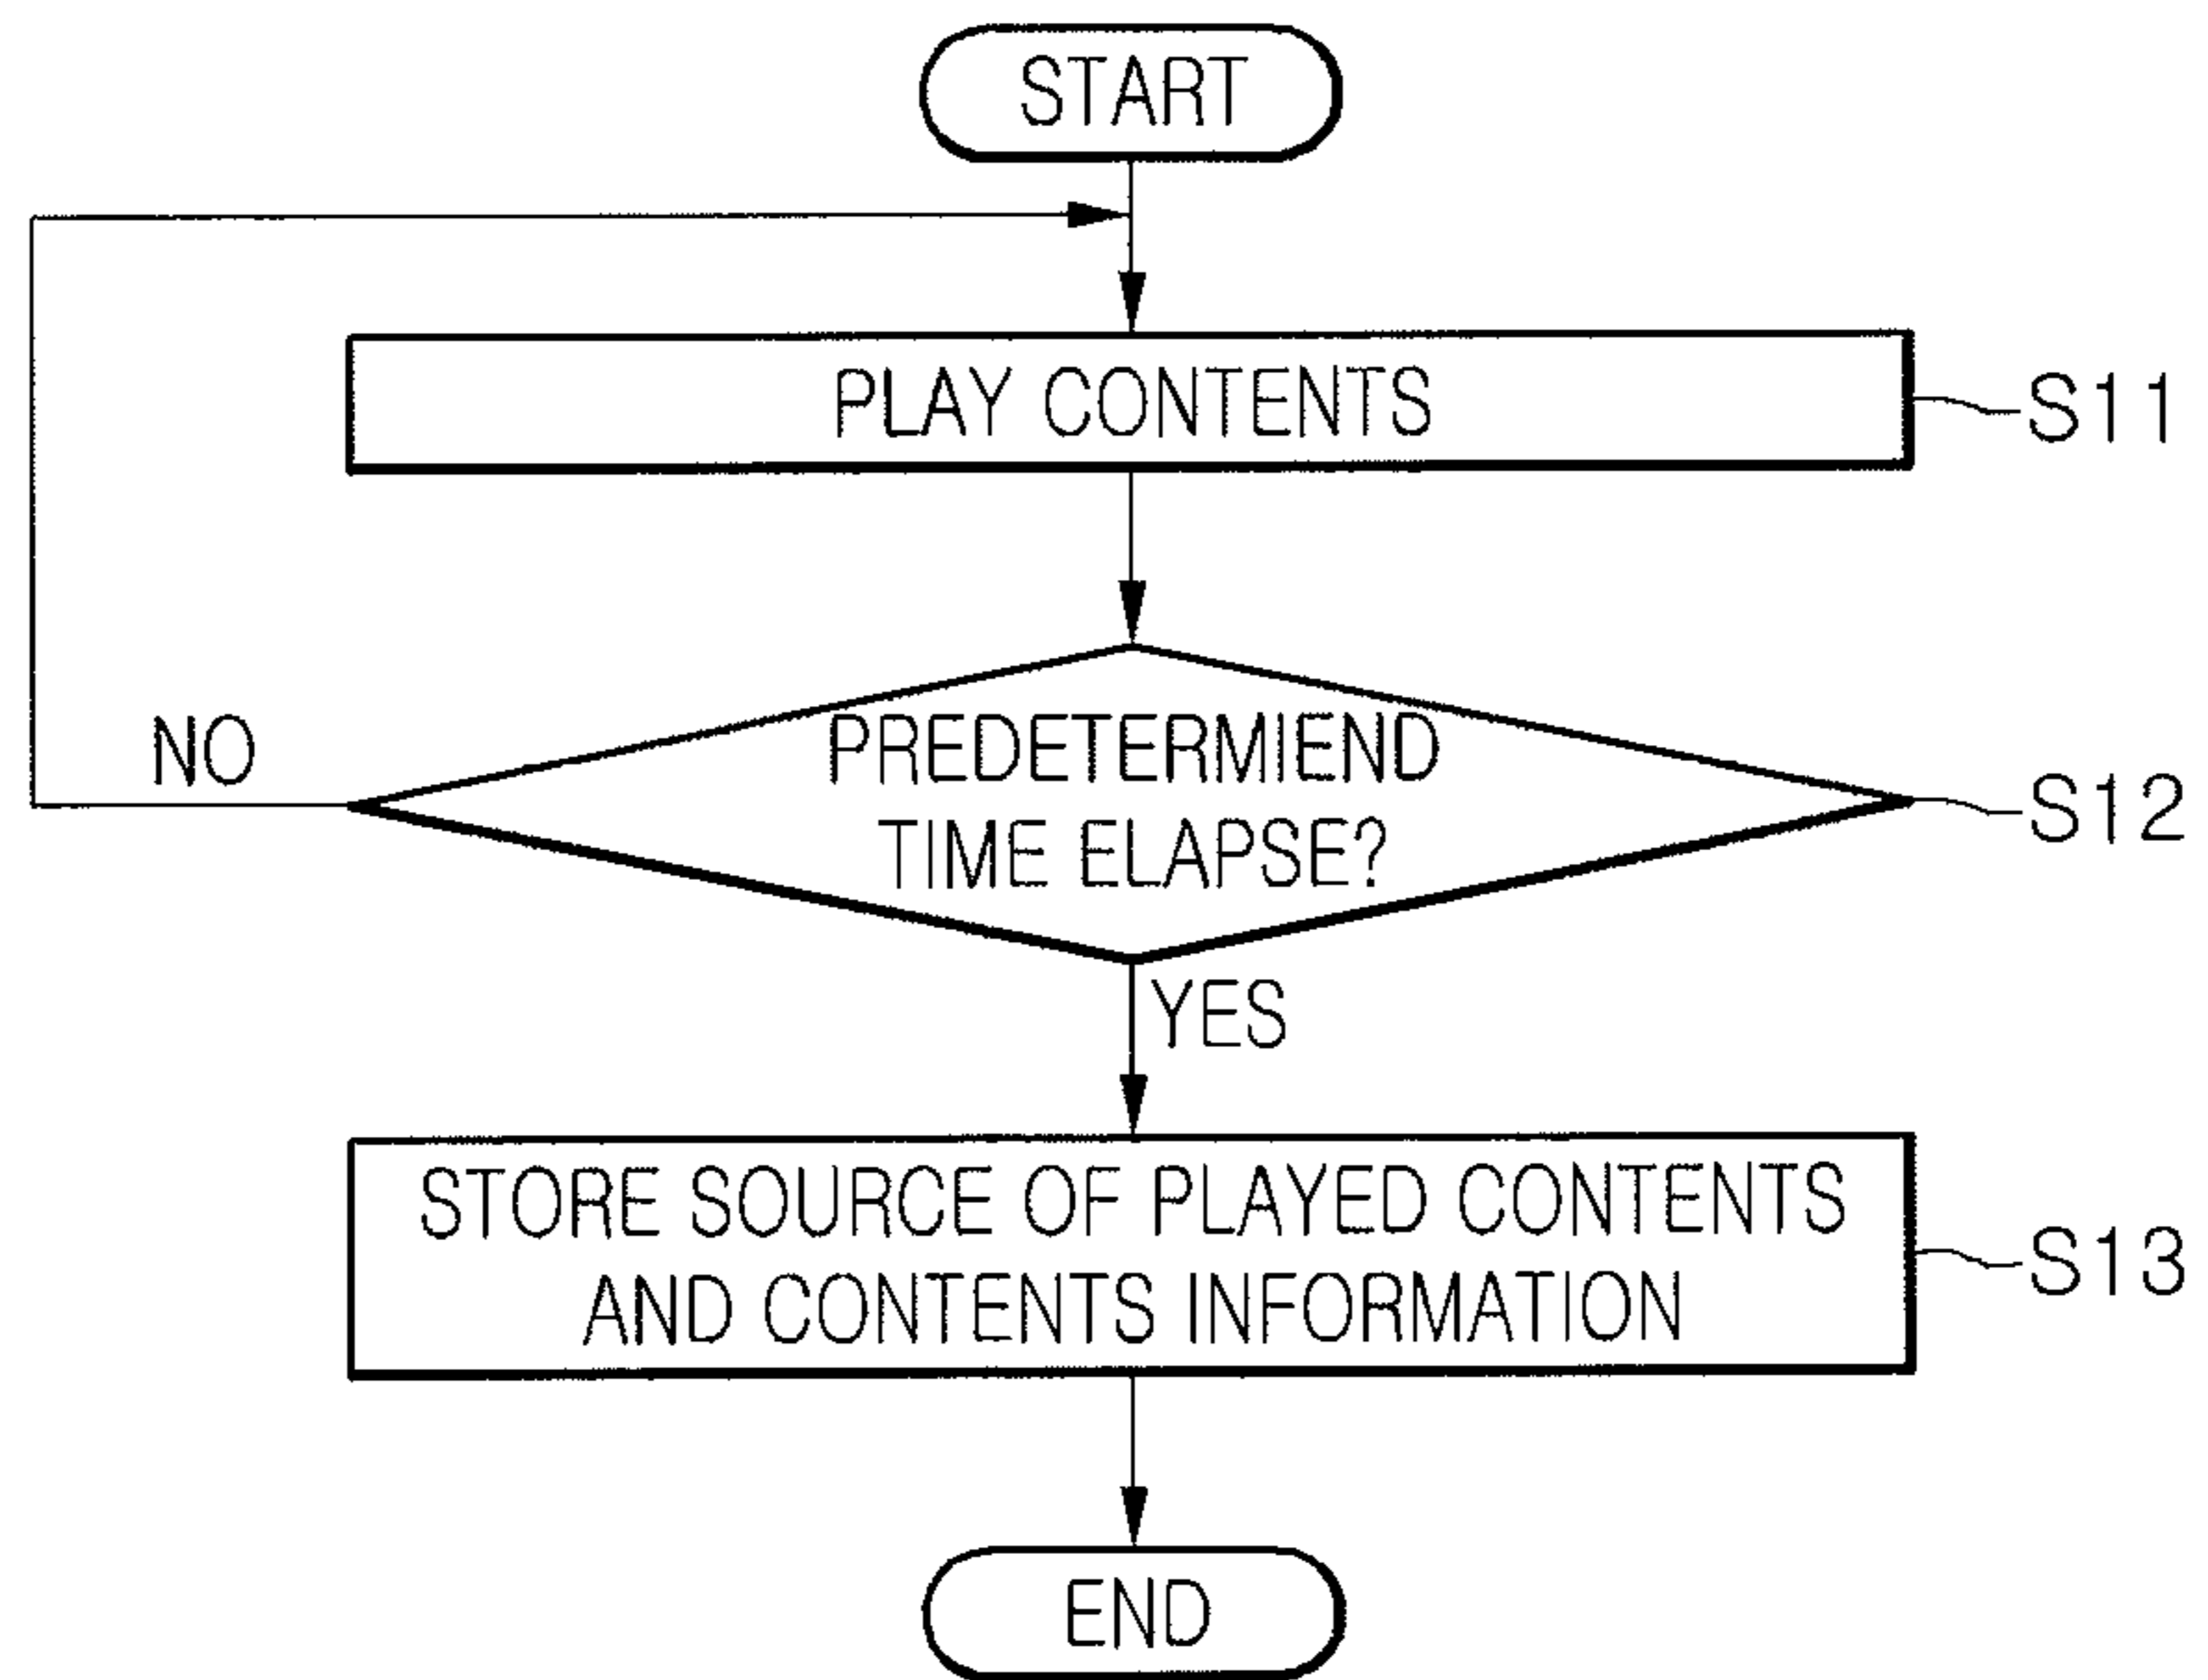 START
PLAY CONTENTS
S11
PREDETERMIEND
TIME ELAPSE?
S12
NO
YES
STORE SOURCE OF PLAYED CONTENTS
AND CONTENTS INFORMATION
S13
END